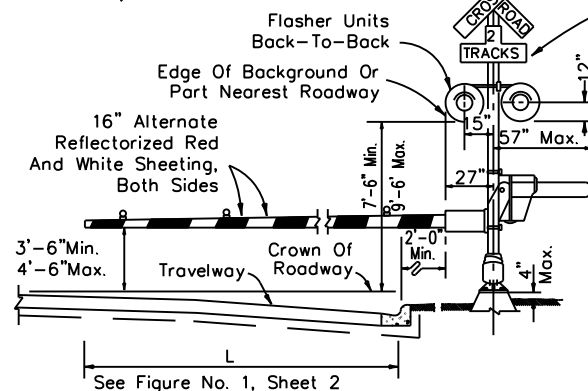 CROSS ROAD
2
TRACKS
Flasher Units
Back-To-Back
Edge Of Background Or
Part Nearest Roadway
16" Alternate
Reflectorized Red
And White Sheeting,
Both Sides
12"
15"
57" Max.
7'-6" Min.
9'-6" Max.
27"
3'-6"Min.
4'-6"Max.
2'-0"
Crown Of
Roadway
Travelway
4"
Max.
L
See Figure No. 1, Sheet 2